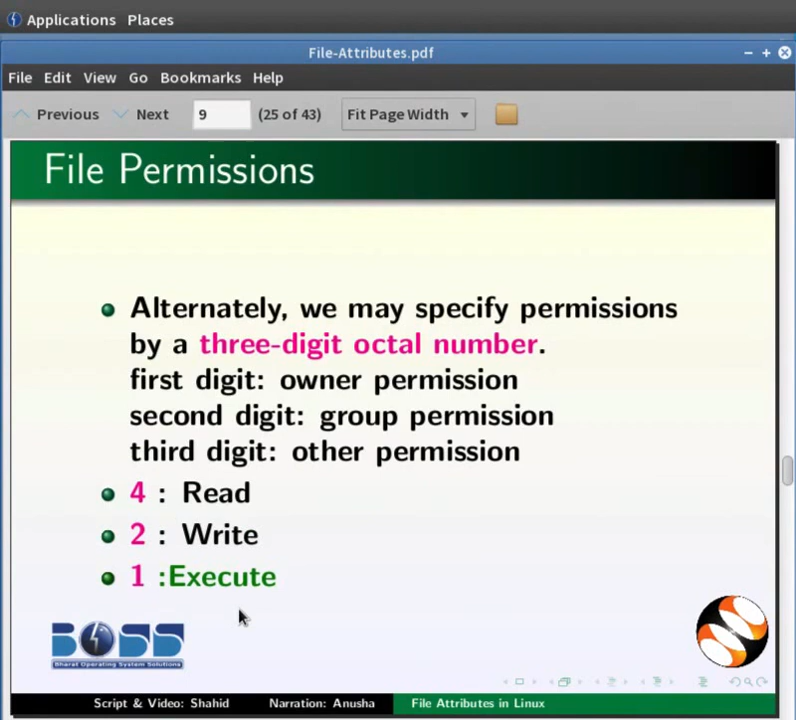 Applications Places
File-Attributes.pdf
File Edit View Go Bookmarks Help
Previous Next 9 (25 of 43) Fit Page Width
File Permissions
Alternately, we may specify permissions
by a three-digit octal number.
first digit: owner permission
second digit: group permission
third digit: other permission
4 : Read
2 : Write
1 :Execute
BOSS
Bharat Operating System Solutions
Script & Video: Shahid Narration: Anusha File Attributes in Linux